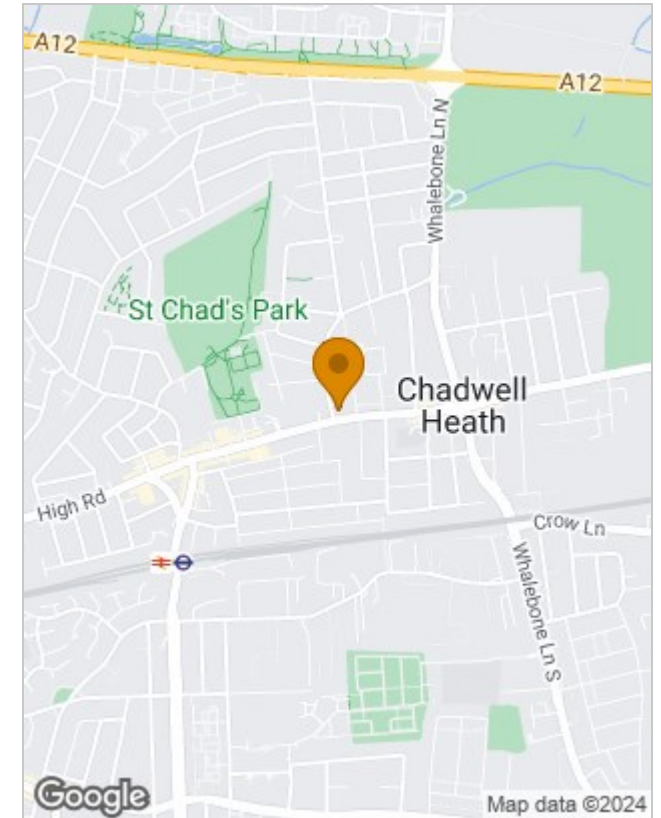 A12
A12
Whalebone Ln N
St Chad's Park
Chadwell
Heath
High Rd
Crow Ln
Whalebone Ln S
Google
Map data ©2024